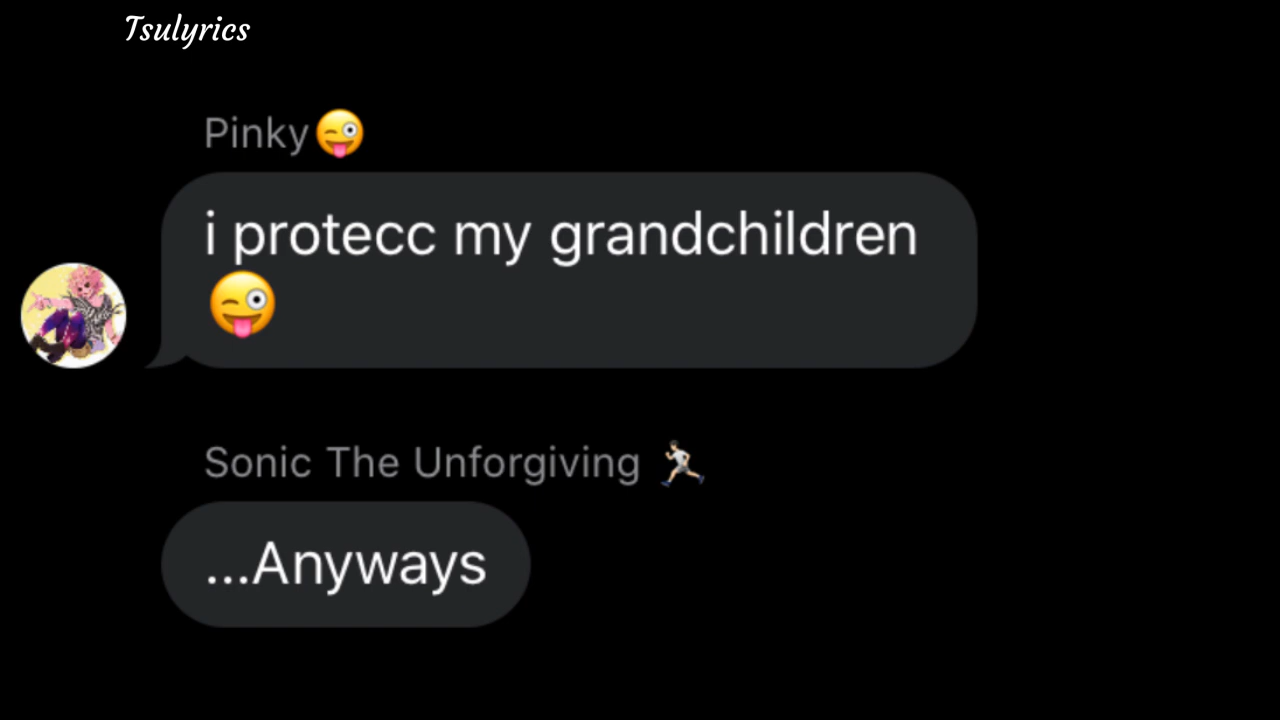 Tsulyrics
Pinky😜
i protecc my grandchildren
😜
Sonic The Unforgiving 🏃🏻
...Anyways